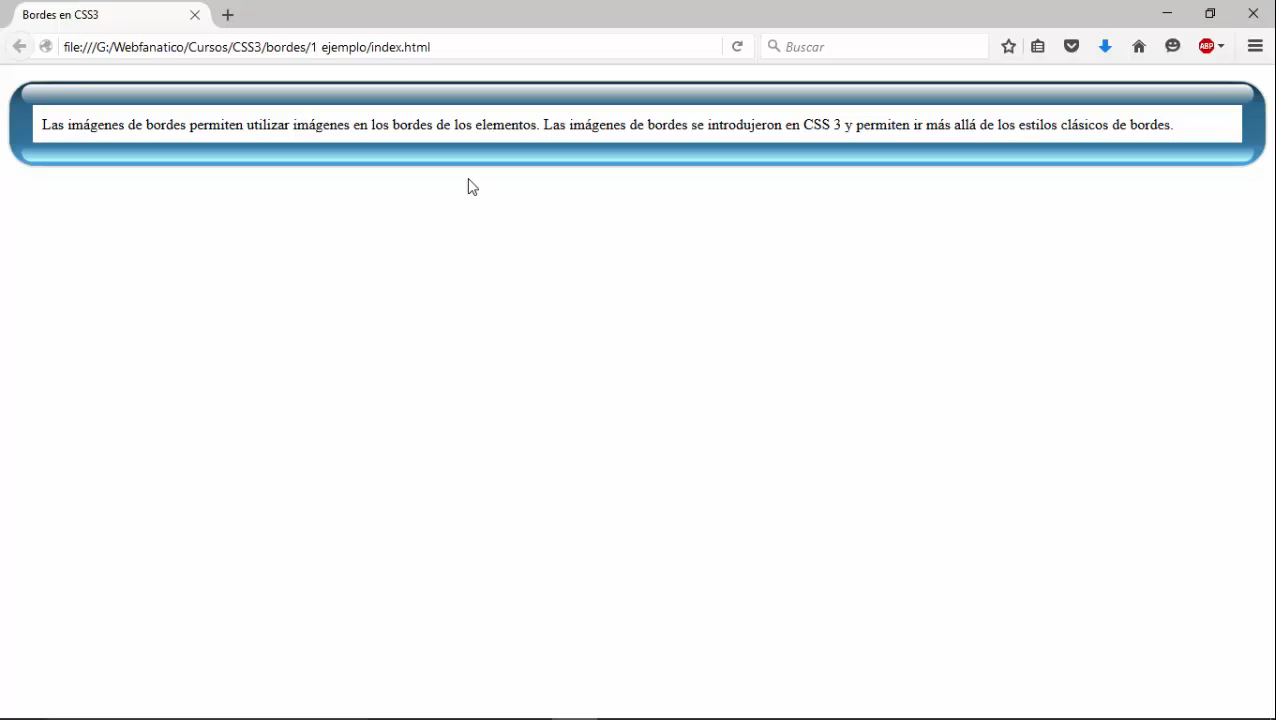 Bordes en CSS3
file:///G:/Webfanatico/Cursos/CSS3/bordes/1 ejemplo/index.html
Buscar
ABP
Las imágenes de bordes permiten utilizar imágenes en los bordes de los elementos. Las imágenes de bordes se introdujeron en CSS 3 y permiten ir más allá de los estilos clásicos de bordes.